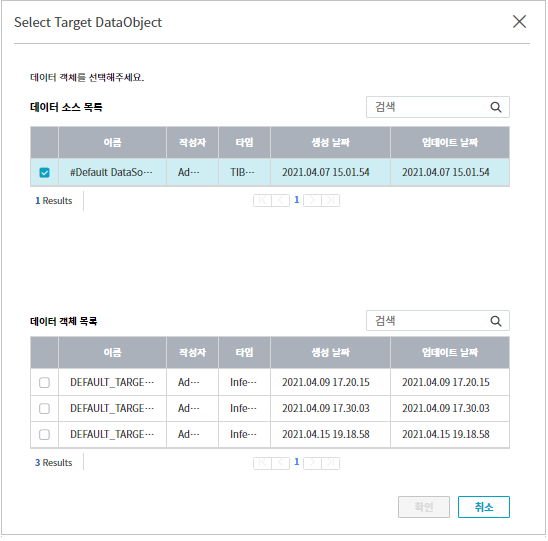 Select Target DataObject
데이터 객체를 선택해주세요.
데이터 소스 목록
검색
이름 작성자 타입 생성 날짜 업데이트 날짜
#Default DataSo··· Ad··· TIB··· 2021.04.07 15.01.54 2021.04.07 15.01.54
1 Results 1
데이터 객체 목록
검색
이름 작성자 타입 생성 날짜 업데이트 날짜
DEFAULT_TARGE··· Ad··· Infe··· 2021.04.09 17.20.15 2021.04.09 17.20.15
DEFAULT_TARGE··· Ad··· Infe··· 2021.04.09 17.30.03 2021.04.09 17.30.03
DEFAULT_TARGE··· Ad··· Infe··· 2021.04.15 19.18.58 2021.04.15 19.18.58
3 Results 1
확인 취소